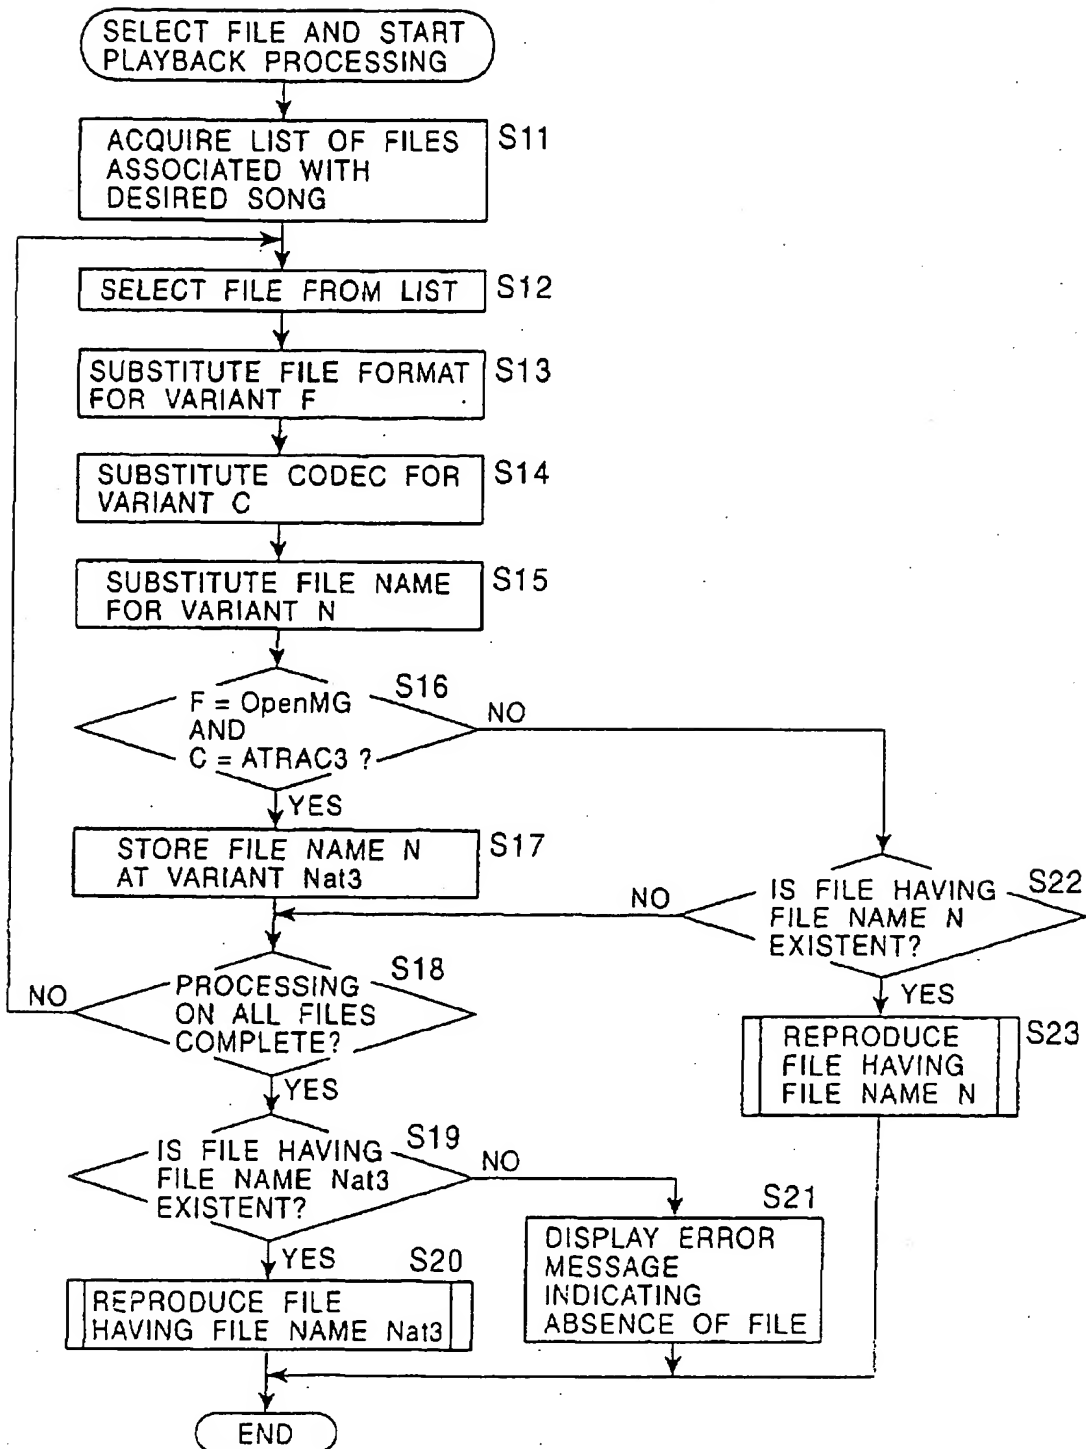 SELECT FILE AND START
PLAYBACK PROCESSING
ACQUIRE LIST OF FILES
ASSOCIATED WITH
DESIRED SONG
S11
SELECT FILE FROM LIST
S12
SUBSTITUTE FILE FORMAT
FOR VARIANT F
S13
SUBSTITUTE CODEC FOR
VARIANT C
S14
SUBSTITUTE FILE NAME
FOR VARIANT N
S15
S16
F = OpenMG
AND
C = ATRAC3 ?
NO
YES
STORE FILE NAME N
AT VARIANT Nat3
S17
S22
IS FILE HAVING
FILE NAME N
EXISTENT?
NO
YES
S18
PROCESSING
ON ALL FILES
COMPLETE?
NO
YES
REPRODUCE
FILE HAVING
FILE NAME N
S23
S19
IS FILE HAVING
FILE NAME Nat3
EXISTENT?
NO
YES
S21
DISPLAY ERROR
MESSAGE
INDICATING
ABSENCE OF FILE
S20
REPRODUCE FILE
HAVING FILE NAME Nat3
END